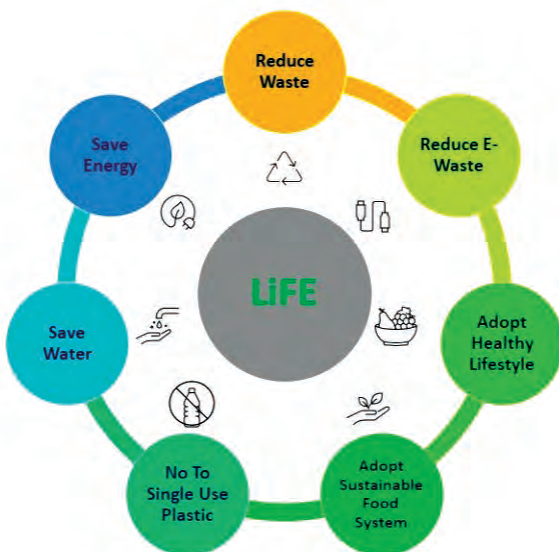 Reduce
Waste
Reduce E-
Waste
Adopt
Healthy
Lifestyle
Adopt
Sustainable
Food
System
No To
Single Use
Plastic
Save
Water
Save
Energy
LiFE